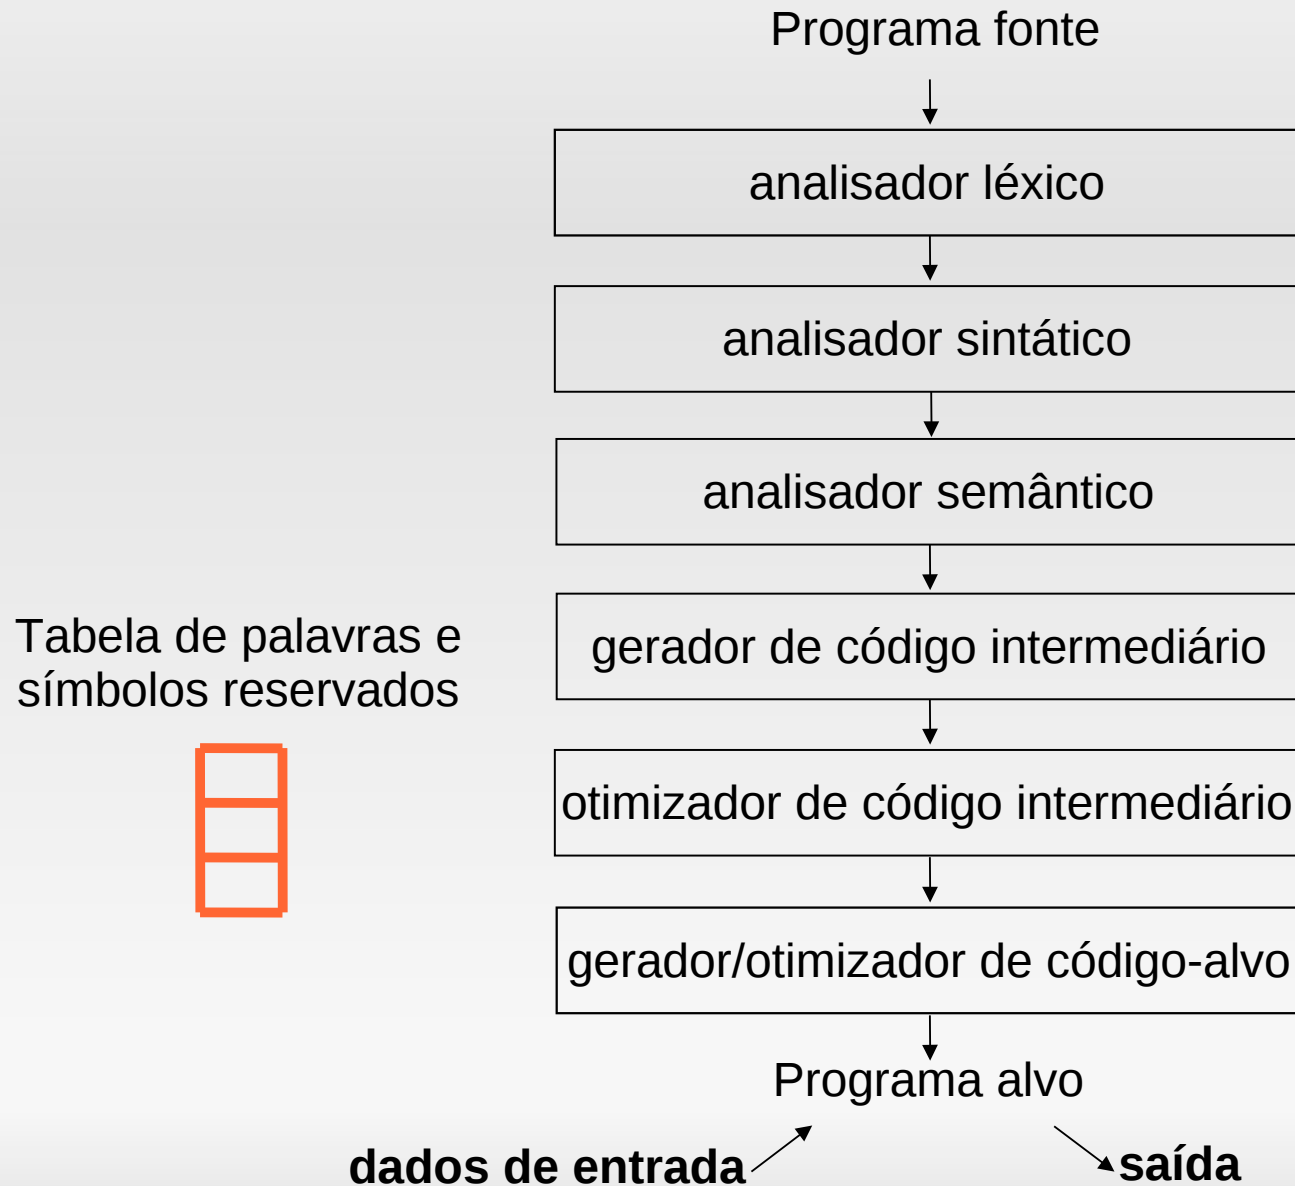 Programa fonte
analisador léxico
analisador sintático
analisador semântico
Tabela de palavras e
símbolos reservados
gerador de código intermediário
otimizador de código intermediário
gerador/otimizador de código-alvo
Programa alvo
dados de entrada
saída